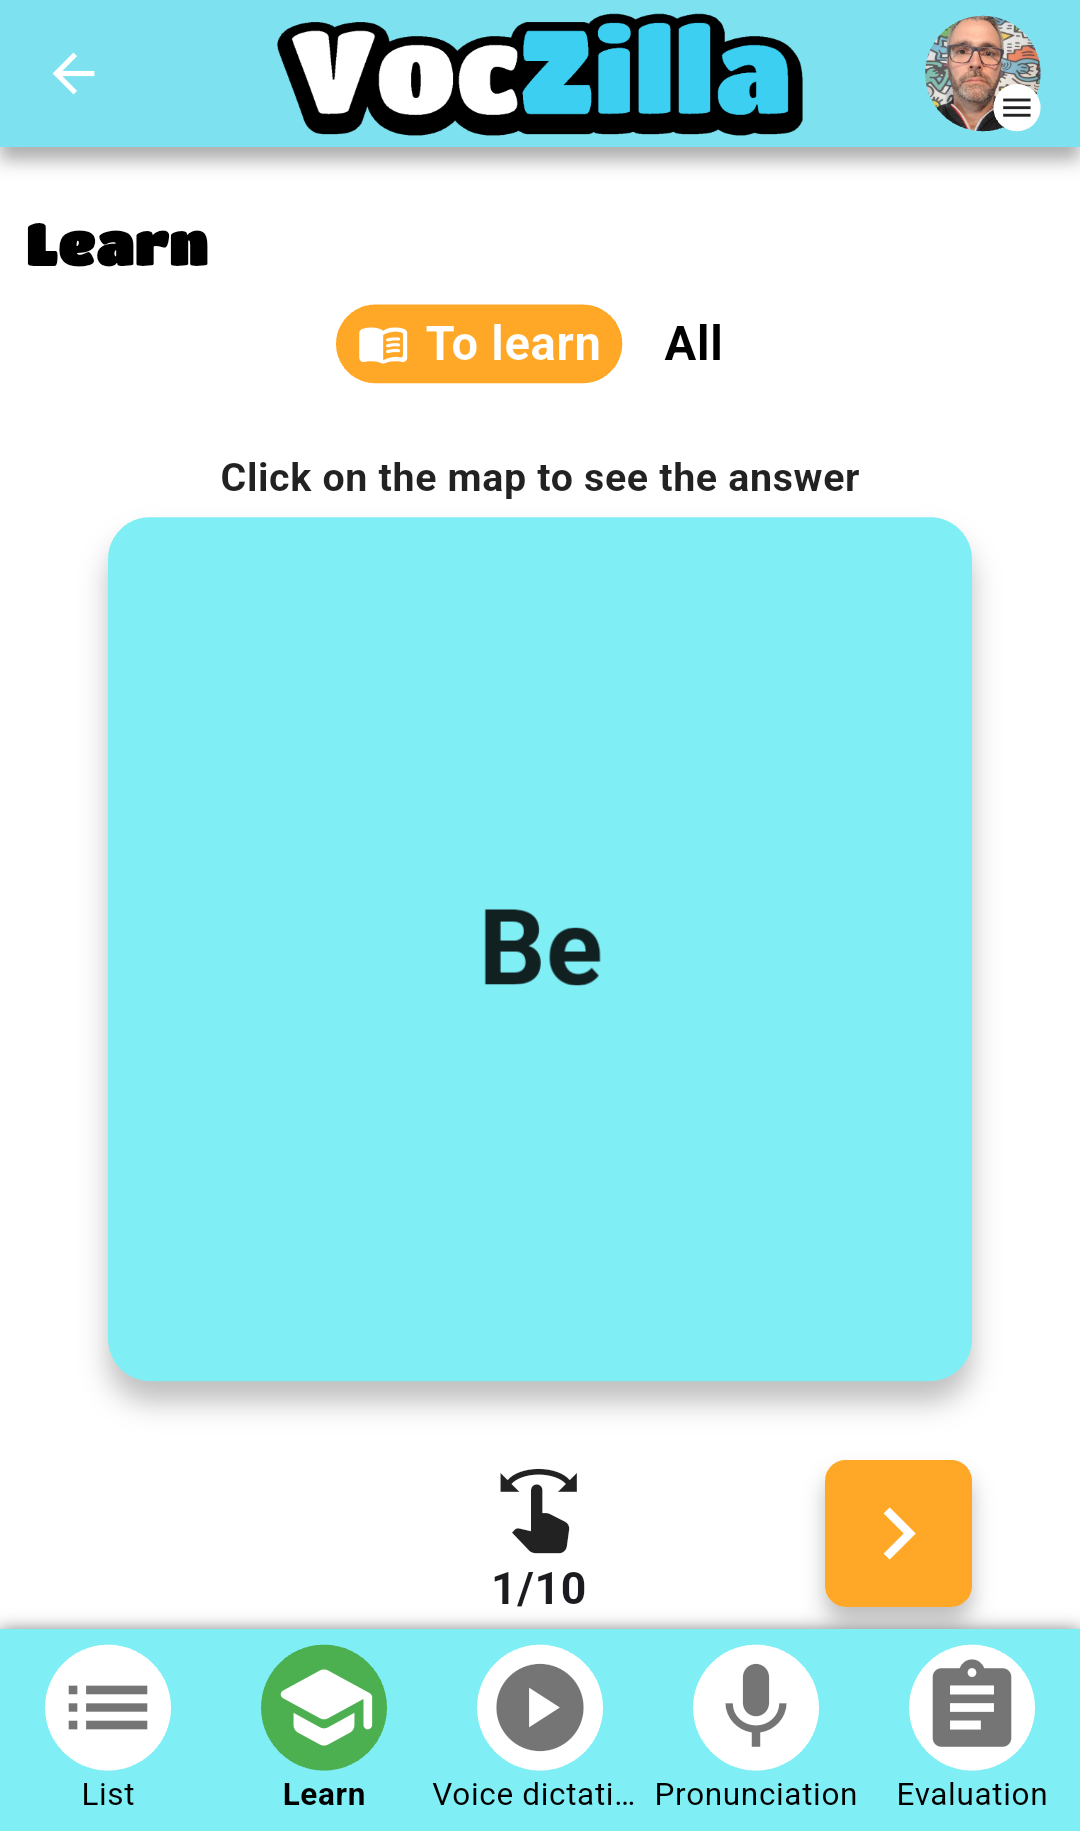 VocZilla
Learn
To learn
All
Click on the map to see the answer
Be
1/10
List
Learn
Voice dictati...
Pronunciation
Evaluation